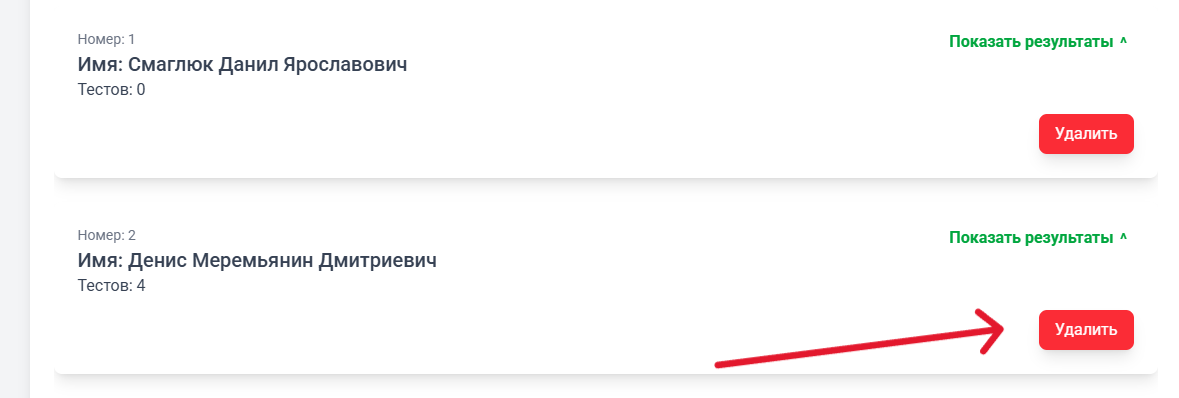 Номер: 1
Показать результаты ^
Имя: Смаглюк Данил Ярославович
Тестов: 0
Удалить
Номер: 2
Показать результаты ^
Имя: Денис Меремьянин Дмитриевич
Тестов: 4
Удалить